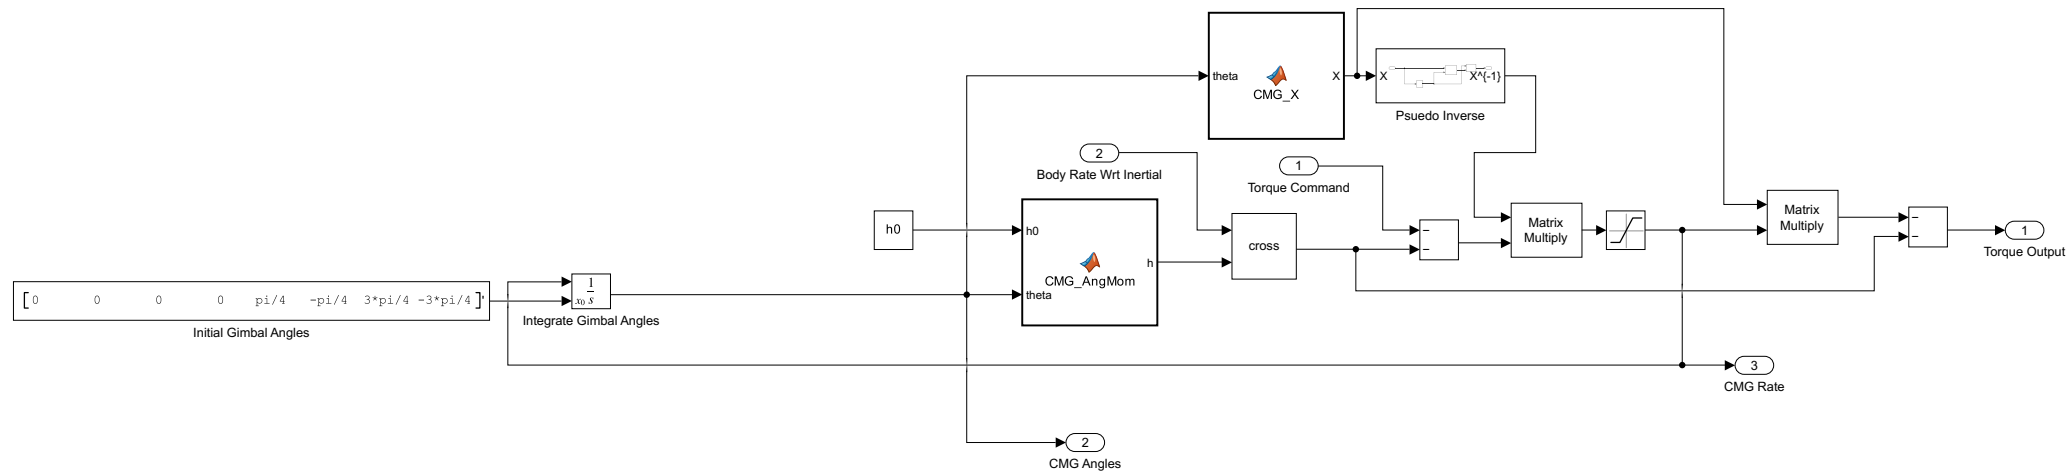 theta
X
CMG_X
X
X^{-1}
Psuedo Inverse
2
Body Rate Wrt Inertial
1
Torque Command
h0
h0
theta
h
CMG_AngMom
cross
−
−
Matrix
Multiply
Matrix
Multiply
−
−
1
Torque Output
[0 0 0 0 pi/4 -pi/4 3*pi/4 -3*pi/4]'
Initial Gimbal Angles
1
x₀ s
Integrate Gimbal Angles
3
CMG Rate
2
CMG Angles